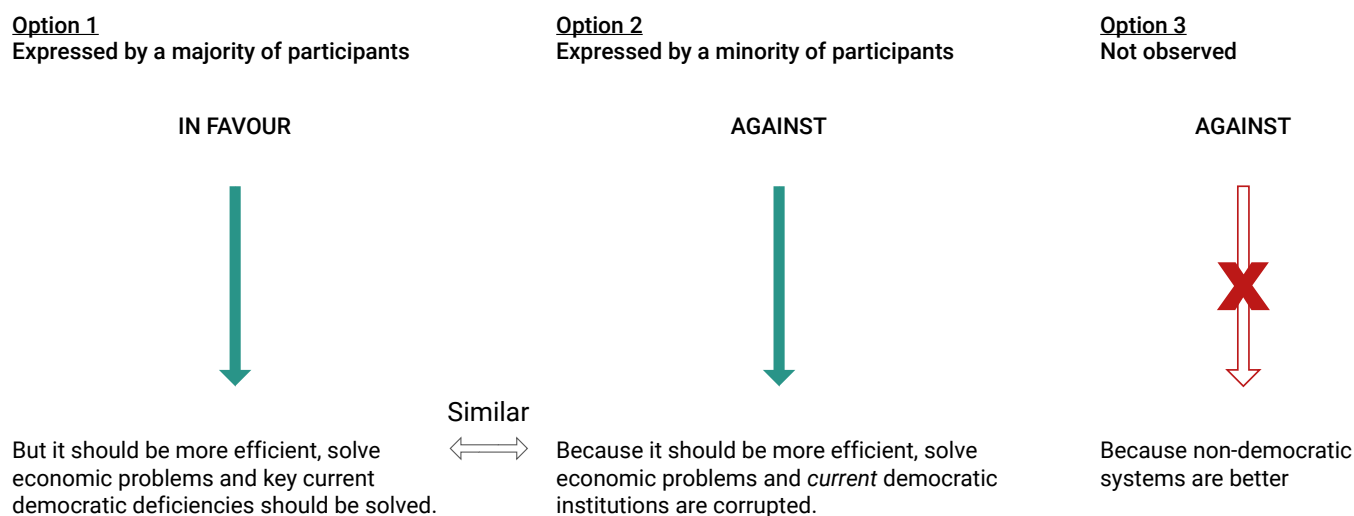 Option 1
Expressed by a majority of participants
Option 2
Expressed by a minority of participants
Option 3
Not observed
IN FAVOUR
AGAINST
AGAINST
X
Similar
But it should be more efficient, solve
economic problems and key current
democratic deficiencies should be solved.
Because it should be more efficient, solve
economic problems and current democratic
institutions are corrupted.
Because non-democratic
systems are better